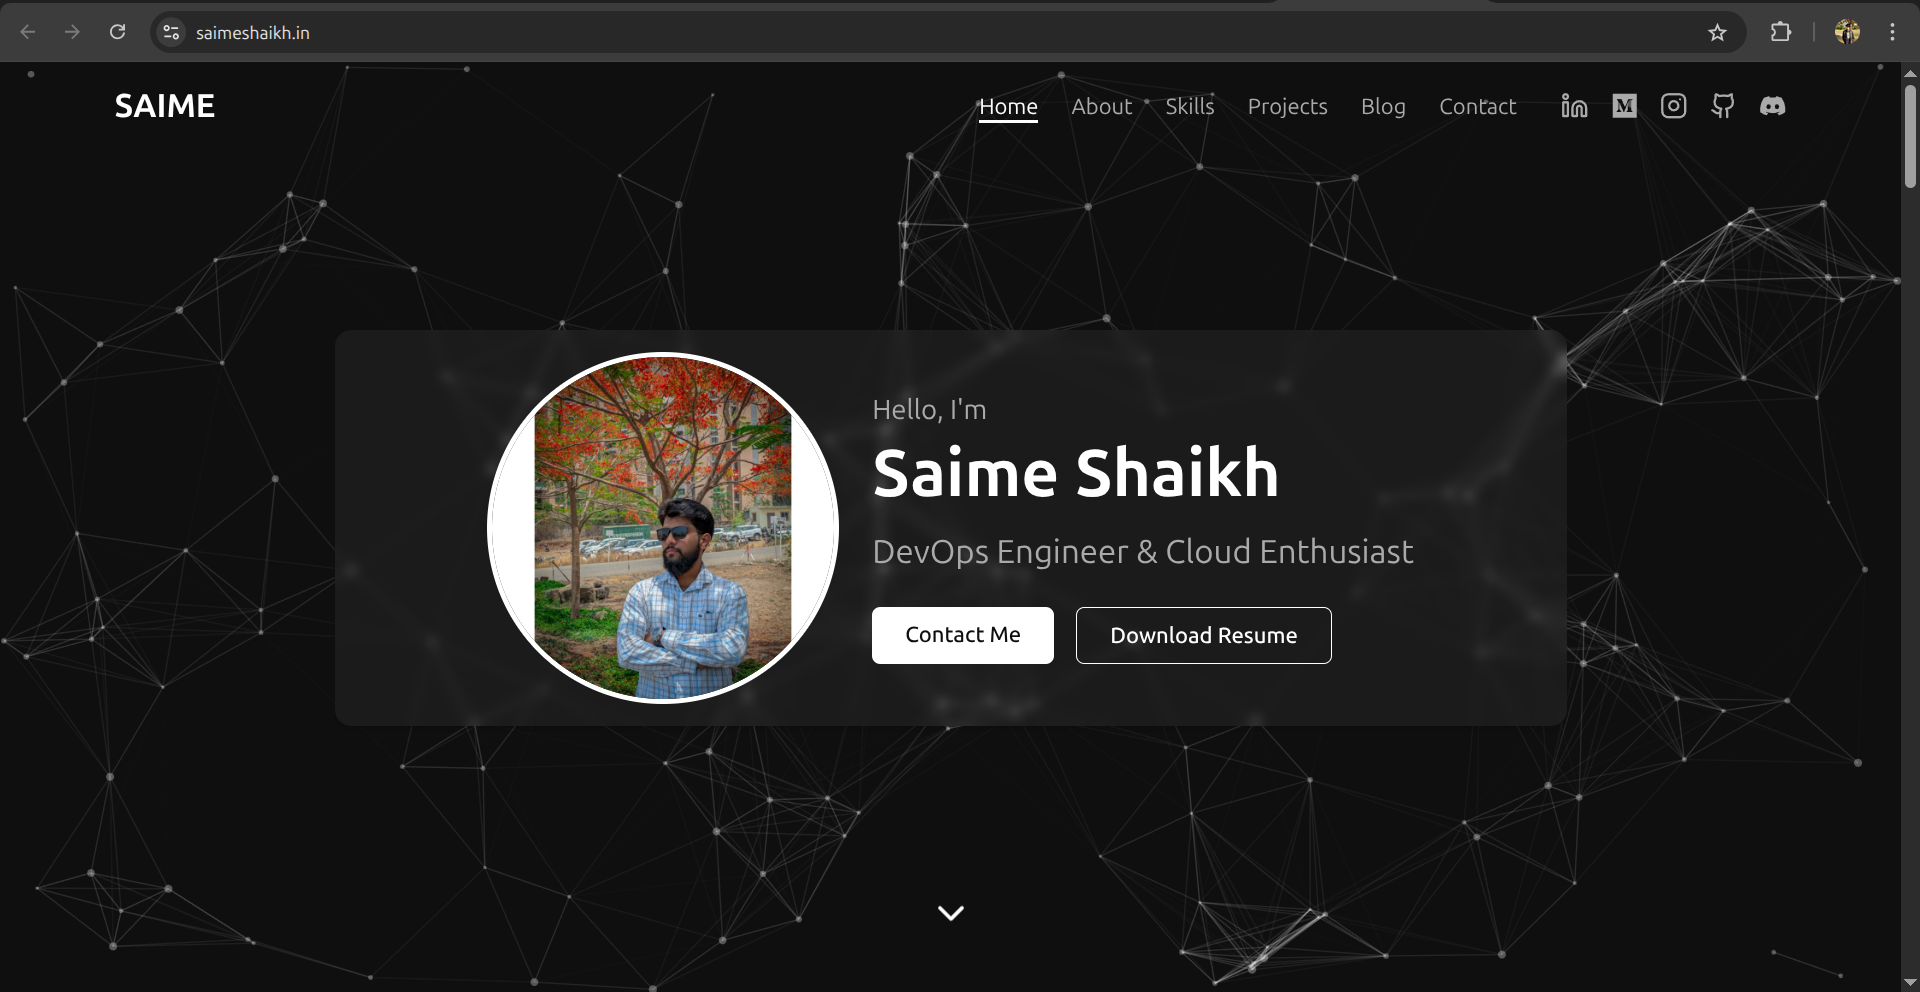 saimeshaikh.in
SAIME
Home About Skills Projects Blog Contact
Hello, I'm
Saime Shaikh
DevOps Engineer & Cloud Enthusiast
Contact Me Download Resume